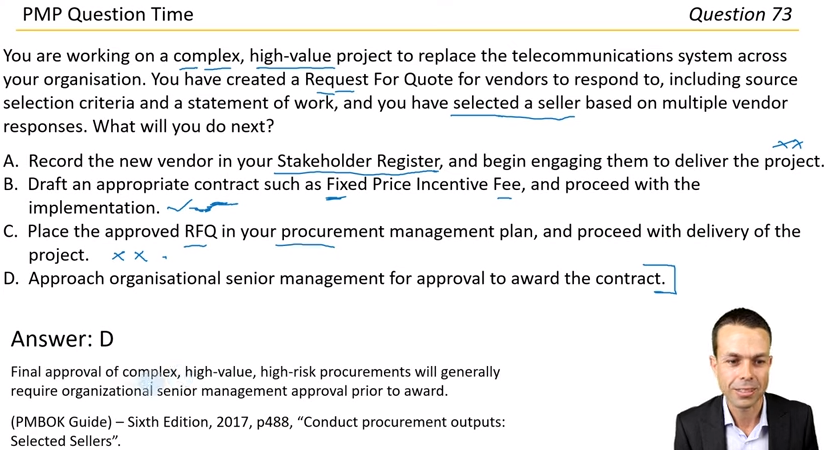 PMP Question Time
Question 73
You are working on a complex, high-value project to replace the telecommunications system across
your organisation. You have created a Request For Quote for vendors to respond to, including source
selection criteria and a statement of work, and you have selected a seller based on multiple vendor
responses. What will you do next?
A. Record the new vendor in your Stakeholder Register, and begin engaging them to deliver the project.
B. Draft an appropriate contract such as Fixed Price Incentive Fee, and proceed with the
implementation.
C. Place the approved RFQ in your procurement management plan, and proceed with delivery of the
project.
D. Approach organisational senior management for approval to award the contract.
Answer: D
Final approval of complex, high-value, high-risk procurements will generally
require organizational senior management approval prior to award.
(PMBOK Guide) – Sixth Edition, 2017, p488, “Conduct procurement outputs:
Selected Sellers”.